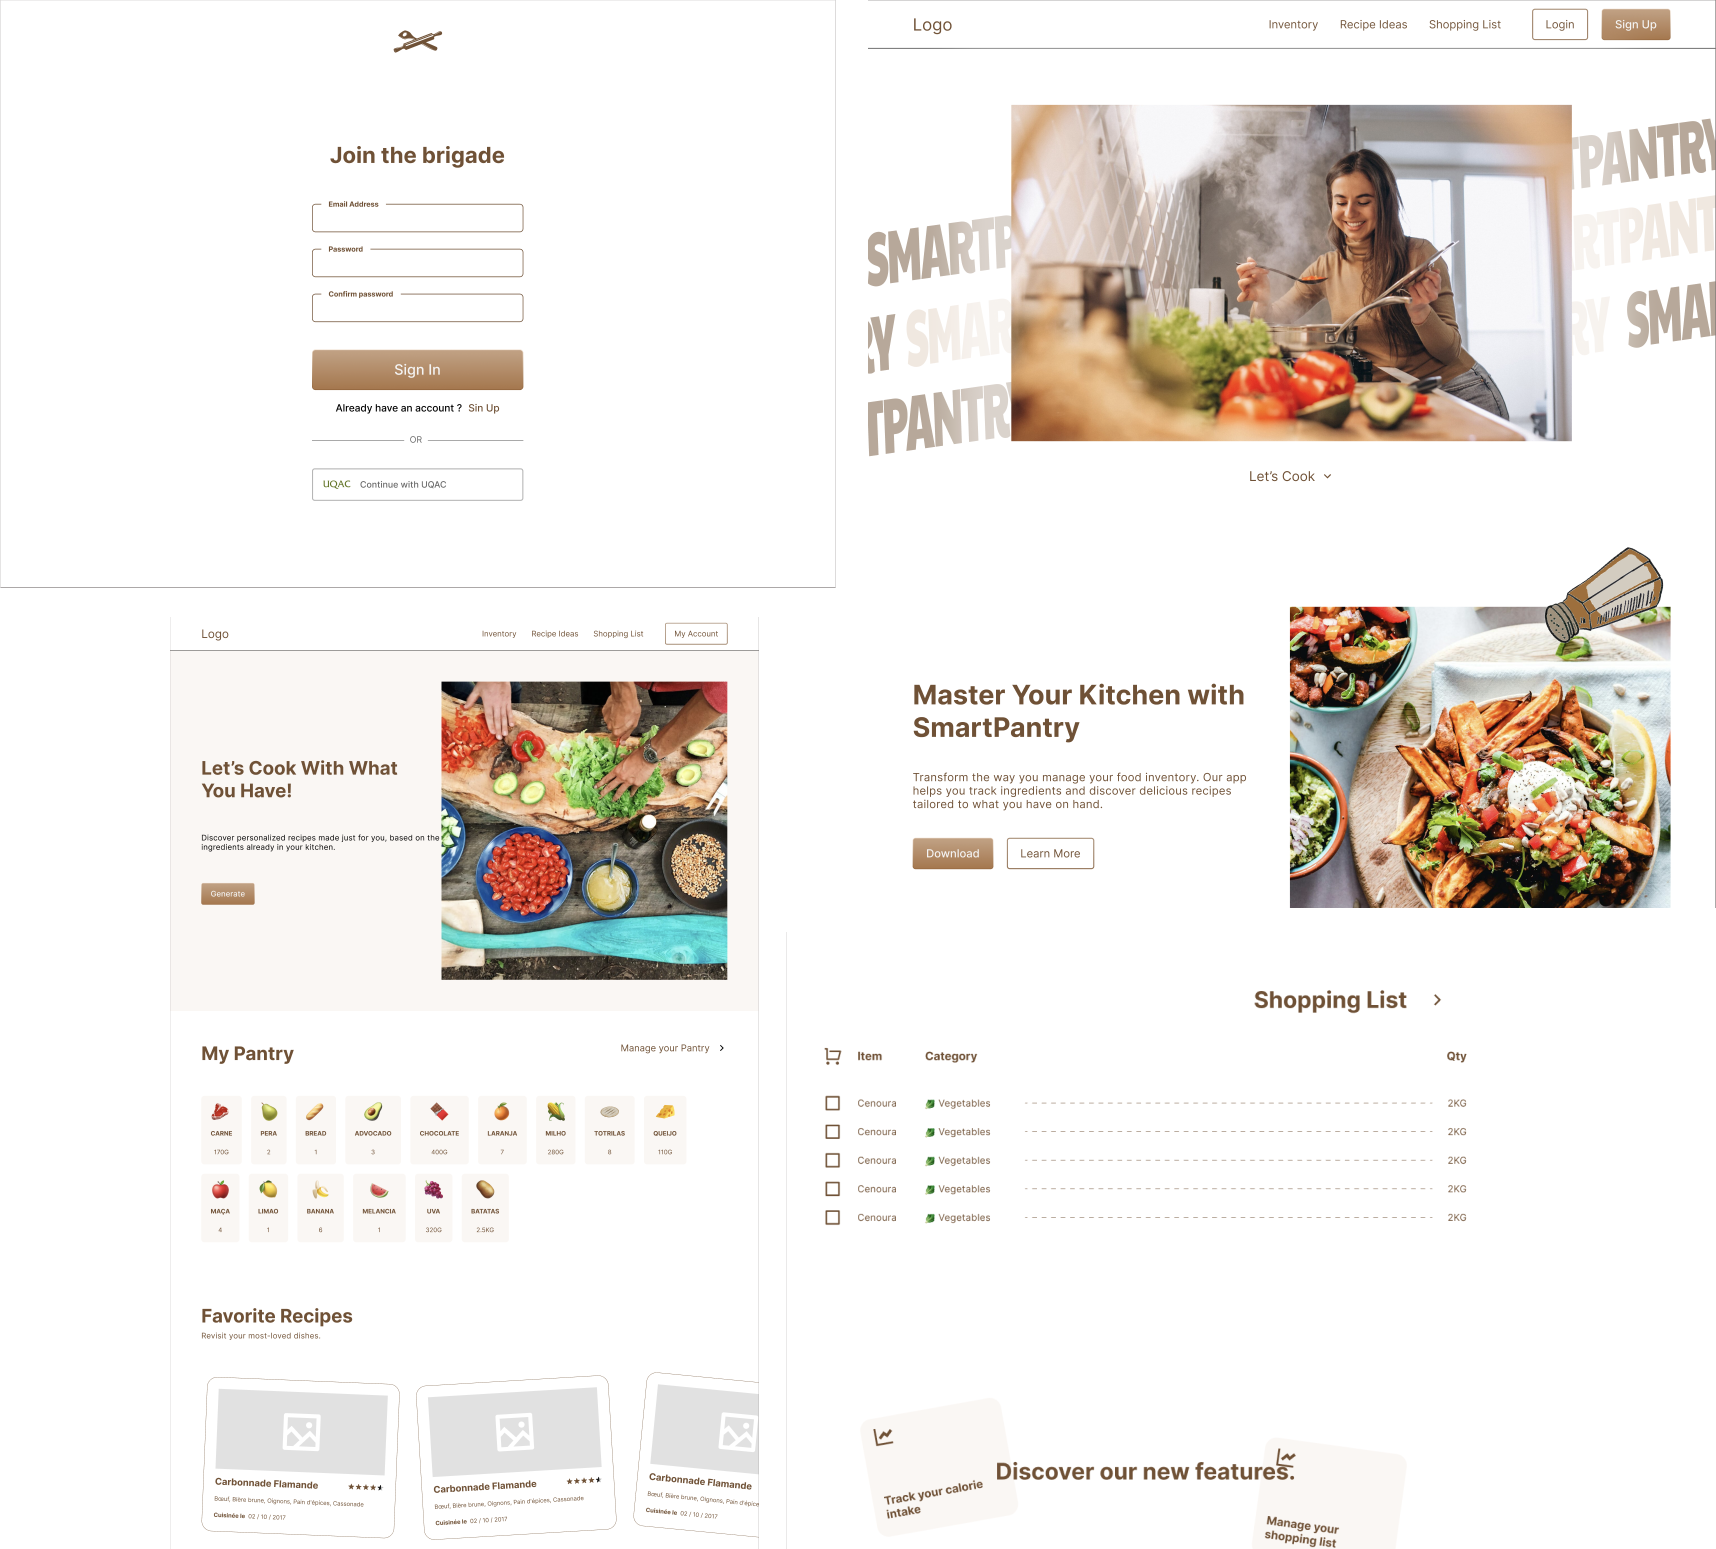 Join the brigade
Email Address
Password
Confirm password
Sign In
Already have an account ? Sin Up
OR
UQAC Continue with UQAC
Logo
Inventory Recipe Ideas Shopping List Login Sign Up
SMARTP
RY SMAR
TPANTR
TPANTRY
RTPANT
RY SMAI
Let's Cook
Master Your Kitchen with
SmartPantry
Transform the way you manage your food inventory. Our app
helps you track ingredients and discover delicious recipes
tailored to what you have on hand.
Download Learn More
Logo
Inventory Recipe Ideas Shopping List My Account
Let's Cook With What
You Have!
Discover personalized recipes made just for you, based on the
ingredients already in your kitchen.
Generate
My Pantry
Manage your Pantry
CARNE PERA BREAD ADVOCADO CHOCOLATE LARANJA MILHO TOTRILAS QUEIJO
170G 2 1 3 400G 7 280G 8 110G
MAÇA LIMAO BANANA MELANCIA UVA BATATAS
4 1 6 1 320G 2.5KG
Favorite Recipes
Revisit your most-loved dishes.
Carbonnade Flamande
Bœuf, Bière brune, Oignons, Pain d'épices, Cassonade
Cuisinée le 02 / 10 / 2017
Carbonnade Flamande
Bœuf, Bière brune, Oignons, Pain d'épices, Cassonade
Cuisinée le 02 / 10 / 2017
Carbonnade Flamande
Bœuf, Bière brune, Oignons, Pain d'épice
Cuisinée le 02 / 10 / 2017
Shopping List
Item Category Qty
Cenoura Vegetables 2KG
Cenoura Vegetables 2KG
Cenoura Vegetables 2KG
Cenoura Vegetables 2KG
Cenoura Vegetables 2KG
Discover our new features.
Track your calorie
intake
Manage your
shopping list